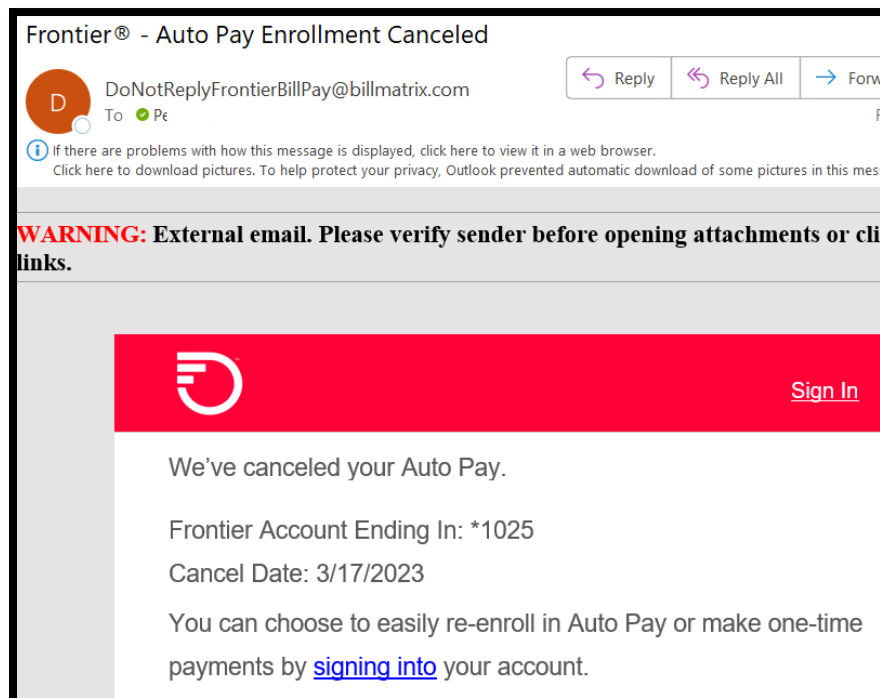 Frontier® - Auto Pay Enrollment Canceled
D
DoNotReplyFrontierBillPay@billmatrix.com
Reply
Reply All
Forw
To
Pe
If there are problems with how this message is displayed, click here to view it in a web browser.
Click here to download pictures. To help protect your privacy, Outlook prevented automatic download of some pictures in this mes
WARNING: External email. Please verify sender before opening attachments or cli
links.
Sign In
We've canceled your Auto Pay.
Frontier Account Ending In: *1025
Cancel Date: 3/17/2023
You can choose to easily re-enroll in Auto Pay or make one-time
payments by signing into your account.